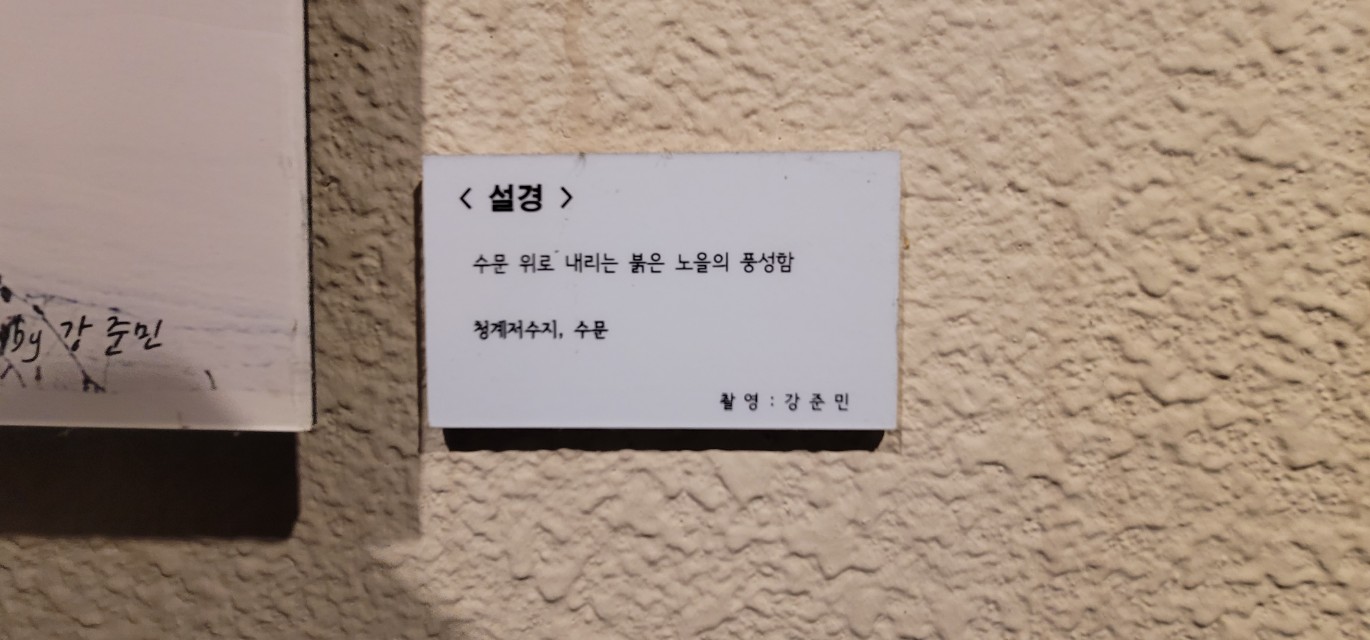 by 강준민
< 설경 >
수문 위로 내리는 붉은 노을의 풍성함
청계저수지, 수문
촬 영 : 강 준 민